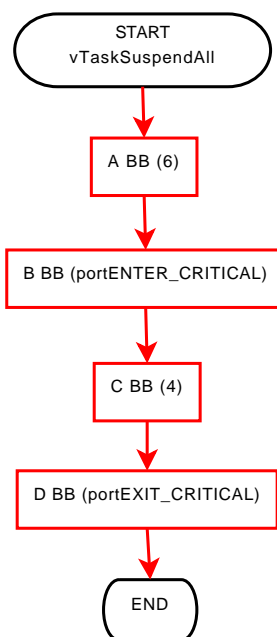 START
vTaskSuspendAll
A BB (6)
B BB (portENTER_CRITICAL)
C BB (4)
D BB (portEXIT_CRITICAL)
END